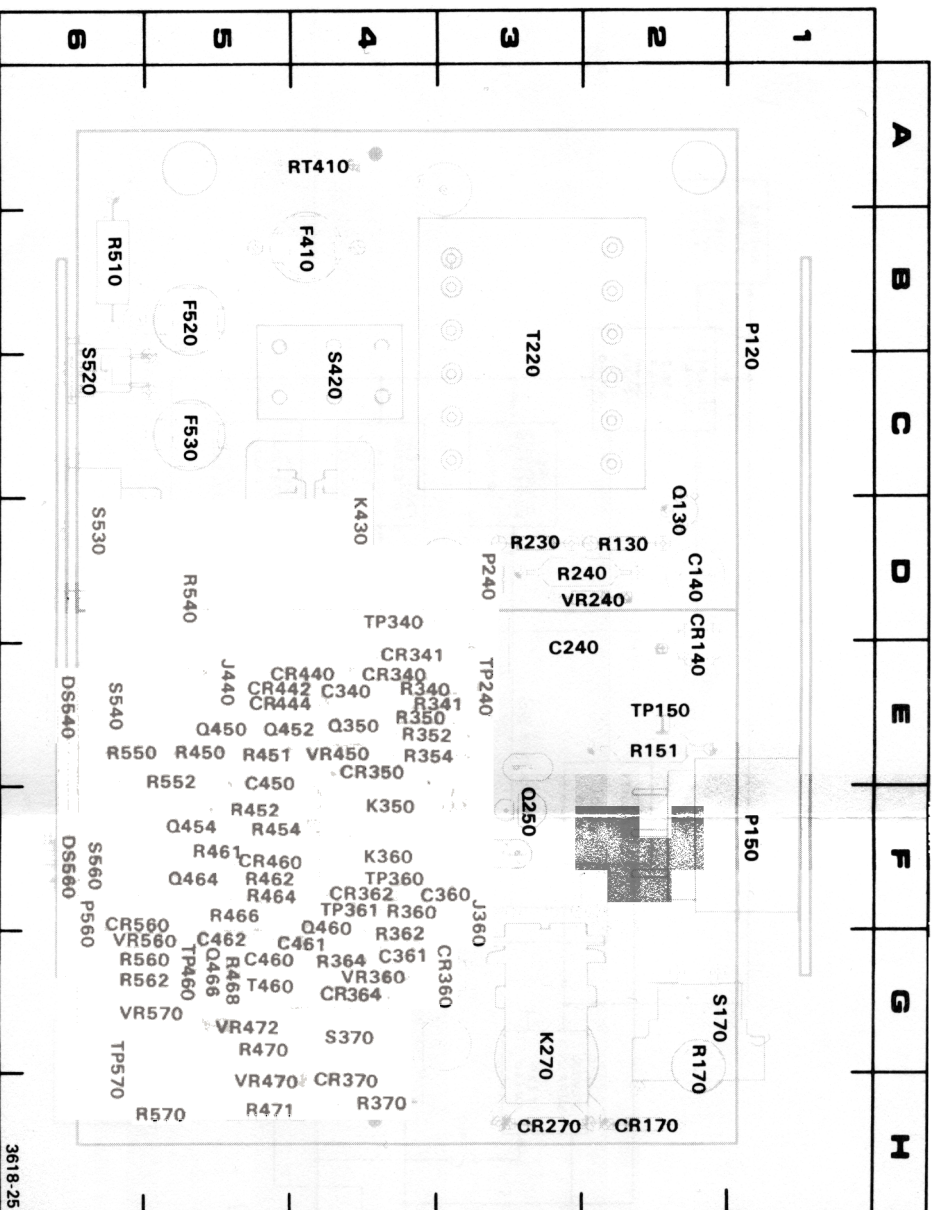 6 5 4 3 2 1
A
RT410
B
R510 F410
F520 T220 P120
S520 S420
C
F530
Q130
S530 K430 R230 R130
D
R540 P240 R240 C140
VR240
TP340
CR341 C240 CR140
J440 CR440 CR340 TP240
DS540 S540 CR442 C340 R340
E
CR444 R341
R350 TP150
Q450 Q452 Q350 R352
R550 R450 R451 VR450 R354 R151
CR350
R552 C450
R452 K350 Q250
Q454 R454 P150
R461 CR460 K360
F
DS560 S560 Q464 R462 TP360
R464 CR362 C360
P560 R466 TP361 R360 J360
CR560 Q460 R362
VR560 C462 C461
R560 TP460 Q466 R468 C460 R364 C361 CR360
R562 T460 VR360
CR364
G
VR570 S170
VR472 S370
R470 K270 R170
TP570 VR470 CR370
R570 R471 R370
CR270 CR170
H
3618-25